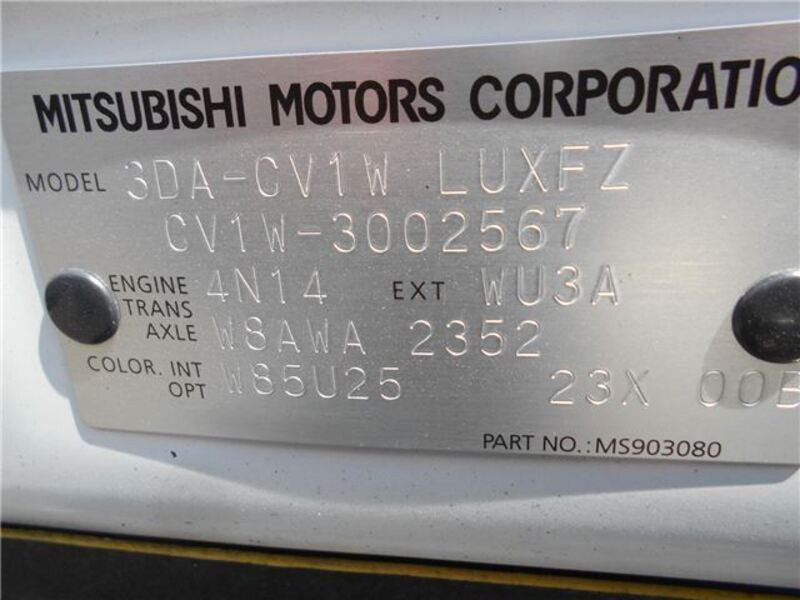 MITSUBISHI MOTORS CORPORATIO
MODEL 3DA-CV1W LUXFZ
CV1W-3002567
ENGINE 4N14 EXT WU3A
TRANS
AXLE W8AWA 2352
COLOR. INT
OPT W85U25 23X 00B
PART NO.: MS903080